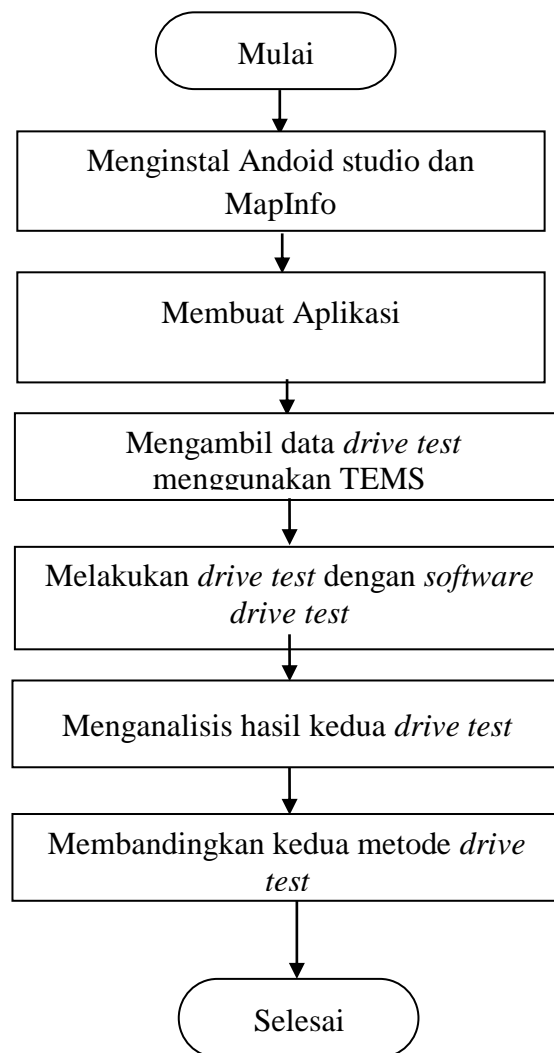 Mulai
Menginstal Andoid studio dan
MapInfo
Membuat Aplikasi
Mengambil data drive test
menggunakan TEMS
Melakukan drive test dengan software
drive test
Menganalisis hasil kedua drive test
Membandingkan kedua metode drive
test
Selesai